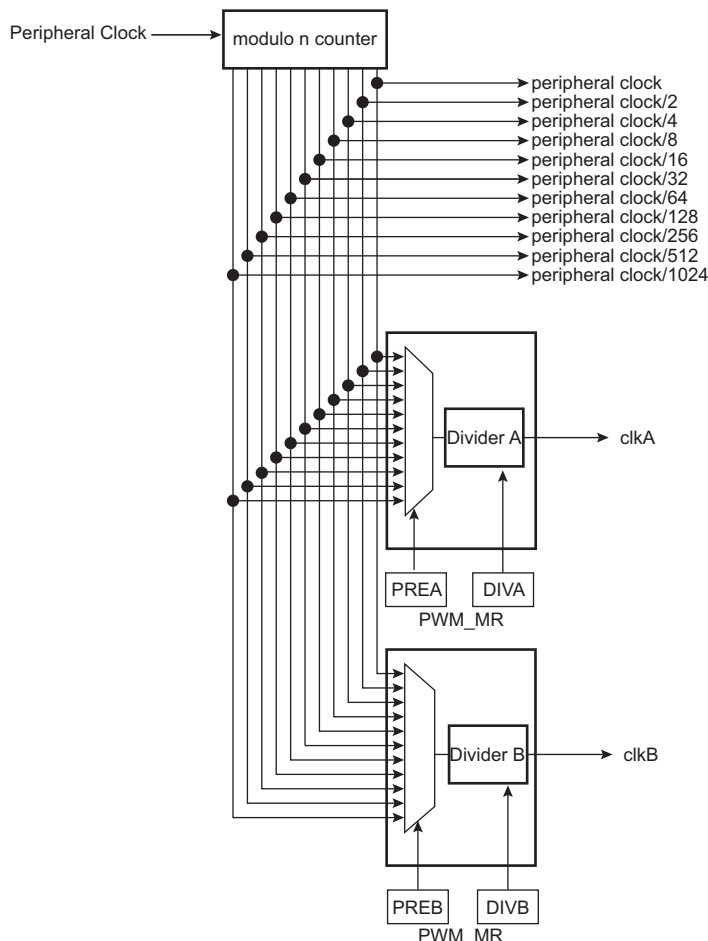 Peripheral Clock
modulo n counter
peripheral clock
peripheral clock/2
peripheral clock/4
peripheral clock/8
peripheral clock/16
peripheral clock/32
peripheral clock/64
peripheral clock/128
peripheral clock/256
peripheral clock/512
peripheral clock/1024
Divider A
clkA
PREA
DIVA
PWM_MR
Divider B
clkB
PREB
DIVB
PWM_MR